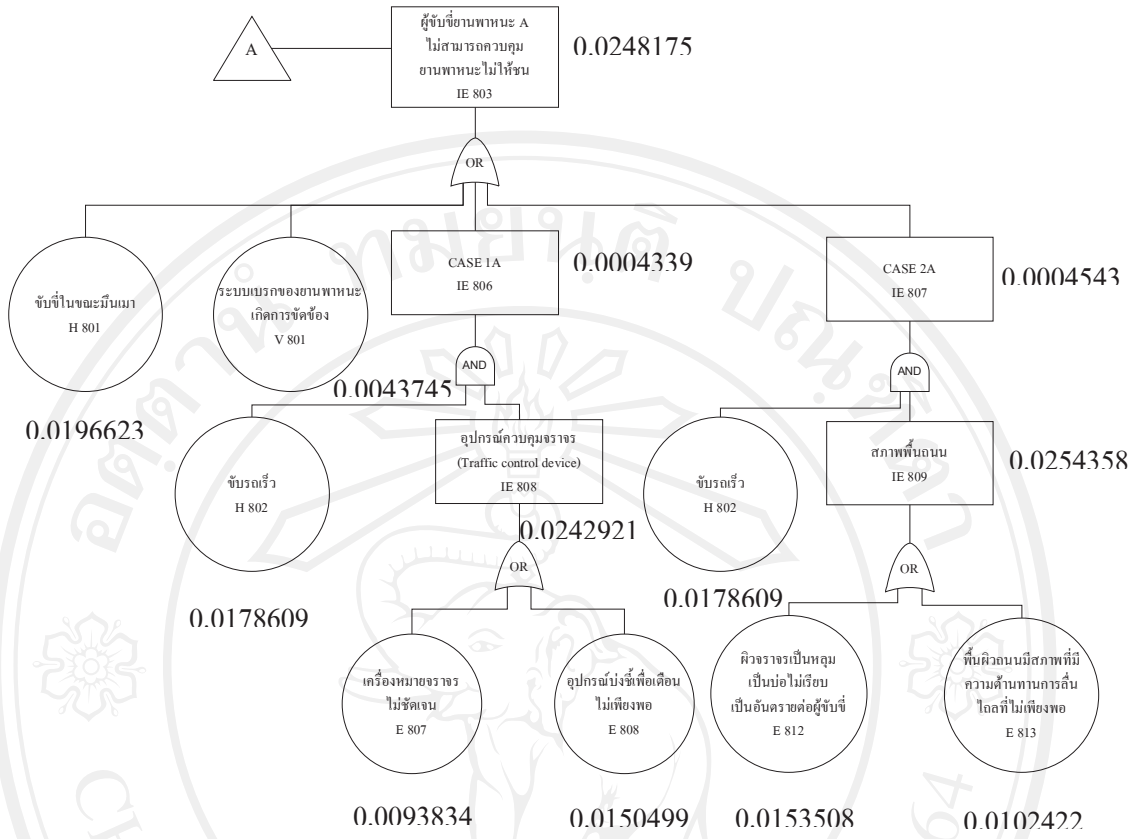 A
ผู้ขับขี่ยานพาหนะ A
ไม่สามารถควบคุม
ยานพาหนะไม่ให้ชน
IE 803
0.0248175
OR
ขับขี่ในขณะมึนเมา
H 801
0.0196623
ระบบเบรกของยานพาหนะ
เกิดการขัดข้อง
V 801
0.0043745
CASE 1A
IE 806
0.0004339
CASE 2A
IE 807
0.0004543
AND
AND
ขับรถเร็ว
H 802
0.0178609
อุปกรณ์ควบคุมจราจร
(Traffic control device)
IE 808
0.0242921
ขับรถเร็ว
H 802
0.0178609
สภาพพื้นถนน
IE 809
0.0254358
OR
OR
เครื่องหมายจราจร
ไม่ชัดเจน
E 807
0.0093834
อุปกรณ์บ่งชี้เพื่อเตือน
ไม่เพียงพอ
E 808
0.0150499
ผิวจราจรเป็นหลุม
เป็นบ่อไม่เรียบ
เป็นอันตรายต่อผู้ขับขี่
E 812
0.0153508
พื้นผิวถนนมีสภาพที่มี
ความต้านทานการลื่น
ไถลที่ไม่เพียงพอ
E 813
0.0102422
64